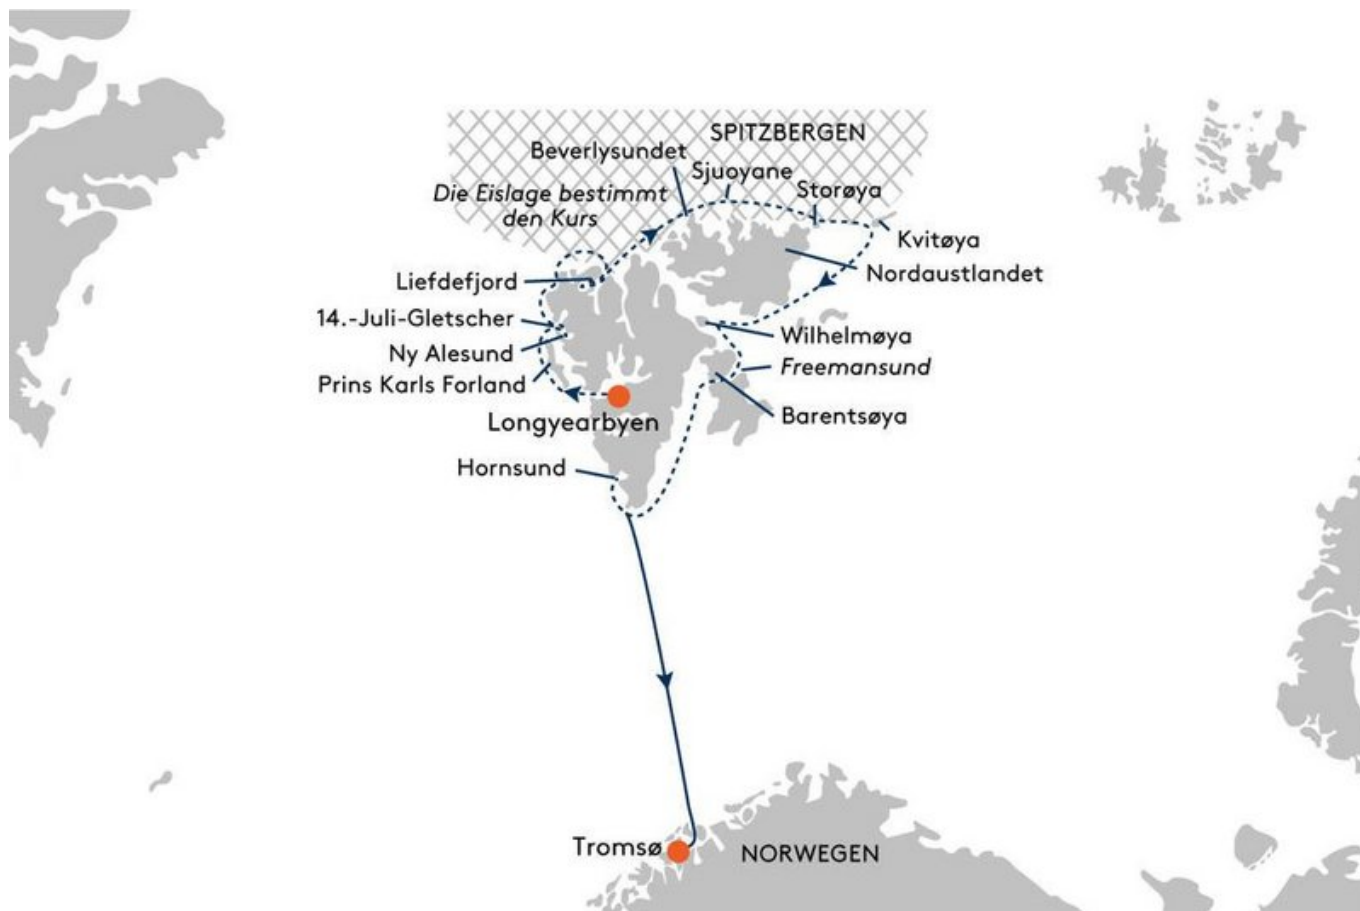 SPITZBERGEN
Beverlysundet
Sjuoyane
Storøya
Die Eislage bestimmt
den Kurs
Kvitøya
Nordaustlandet
Liefdefjord
14.-Juli-Gletscher
Wilhelmøya
Ny Alesund
Freemansund
Prins Karls Forland
Barentsøya
Longyearbyen
Hornsund
Tromsø
NORWEGEN